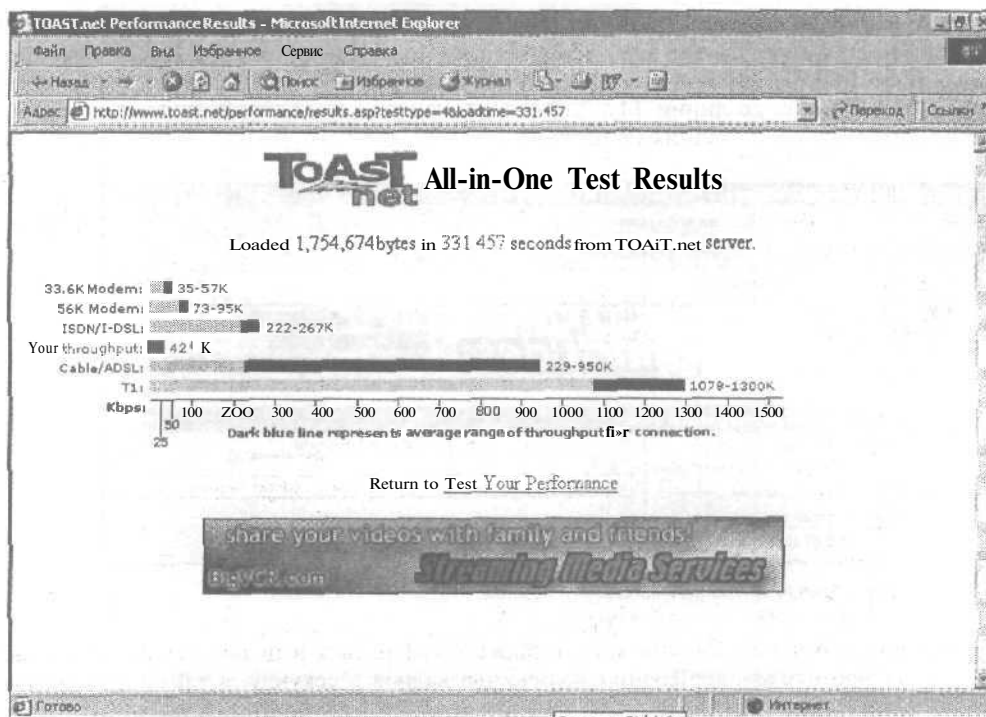 TOAST.net Performance Results - Microsoft Internet Explorer
Файл Правка Вид Избранное Сервис Справка
Назад Поиск Избранное Журнал
Адрес http://www.toast.net/performance/results.asp?testtype=4&loadtime=331.457 Переход Ссылки
ToAST net All-in-One Test Results
Loaded 1,754,674 bytes in 331 457 seconds from TOAiT.net server.
33.6K Modem: 35-57K
56K Modem: 73-95K
ISDN/I-DSL: 222-267K
Your throughput: K
Cable/ADSL: 229-950K
T1: 1078-1300K
Kbps: 25 50 100 ZOO 300 400 500 600 700 800 900 1000 1100 1200 1300 1400 1500
Dark blue line represents average range of throughput fi»r connection.
Return to Test Your Performance
share your videos with family and friends!
BigVCR.com Streaming Media Services
Готово Интернет